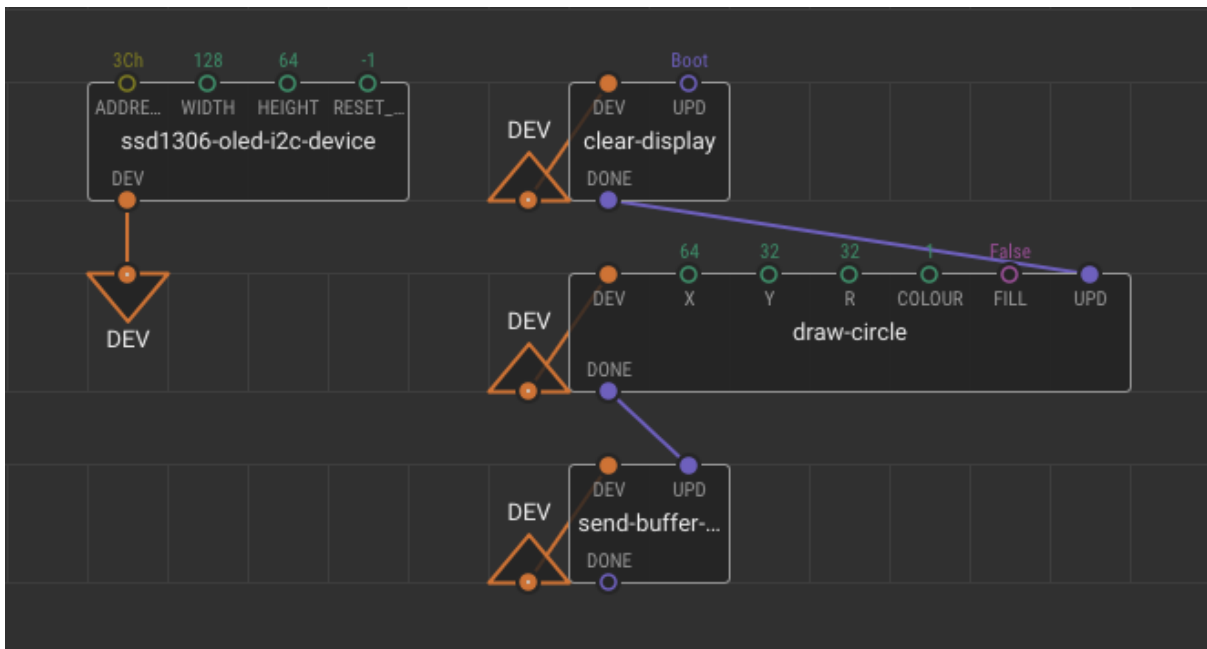 3Ch 128 64 -1
ADDRE... WIDTH HEIGHT RESET_...
ssd1306-oled-i2c-device
DEV
DEV
Boot
DEV
DEV UPD
clear-display
DONE
64 32 32 1 False
DEV
DEV X Y R COLOUR FILL UPD
draw-circle
DONE
DEV
DEV UPD
send-buffer-...
DONE